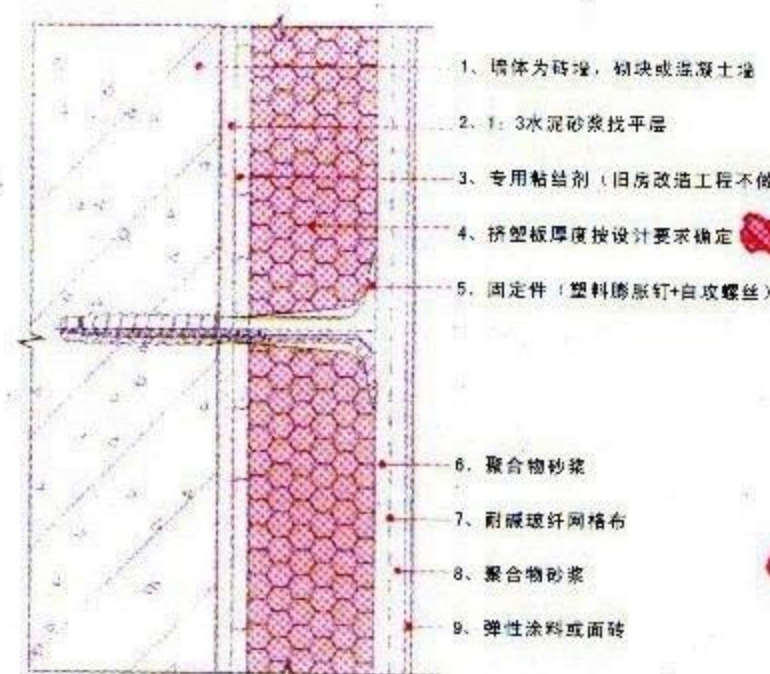 1、墙体为砖墙，砌块或混凝土墙
2、1：3水泥砂浆找平层
3、专用粘结剂（旧房改造工程不做
4、挤塑板厚度按设计要求确定
5、固定件（塑料膨胀钉+自攻螺丝）
6、聚合物砂浆
7、耐碱玻纤网格布
8、聚合物砂浆
9、弹性涂料或面砖